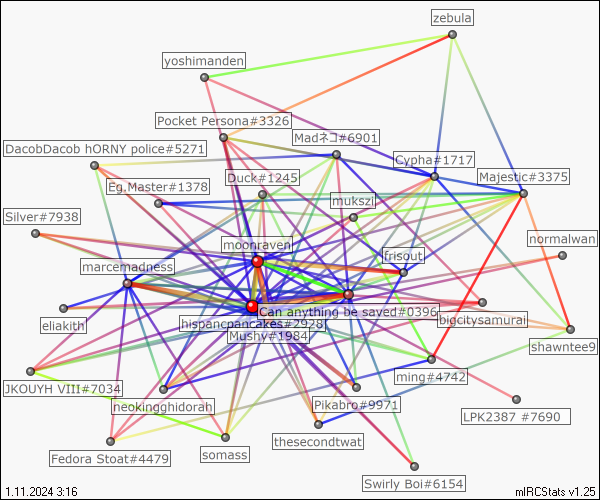 zebula
yoshimanden
Pocket Persona#3326
Madネコ#6901
DacobDacob hORNY police#5271
Cypha#1717
Duck#1245
Majestic#3375
Eg.Master#1378
mukszi
Silver#7938
moonraven
normalwan
frisout
marcemadness
Can anything be saved#0396
hispancpancakes#2928
bigcitysamurai
eliakith
Mushy#1984
shawntee9
ming#4742
JKOUYH VIII#7034
neokingghidorah
Pikabro#9971
LPK2387 #7690
thesecondtwat
somass
Fedora Stoat#4479
Swirly Boi#6154
1.11.2024 3:16
mIRCStats v1.25